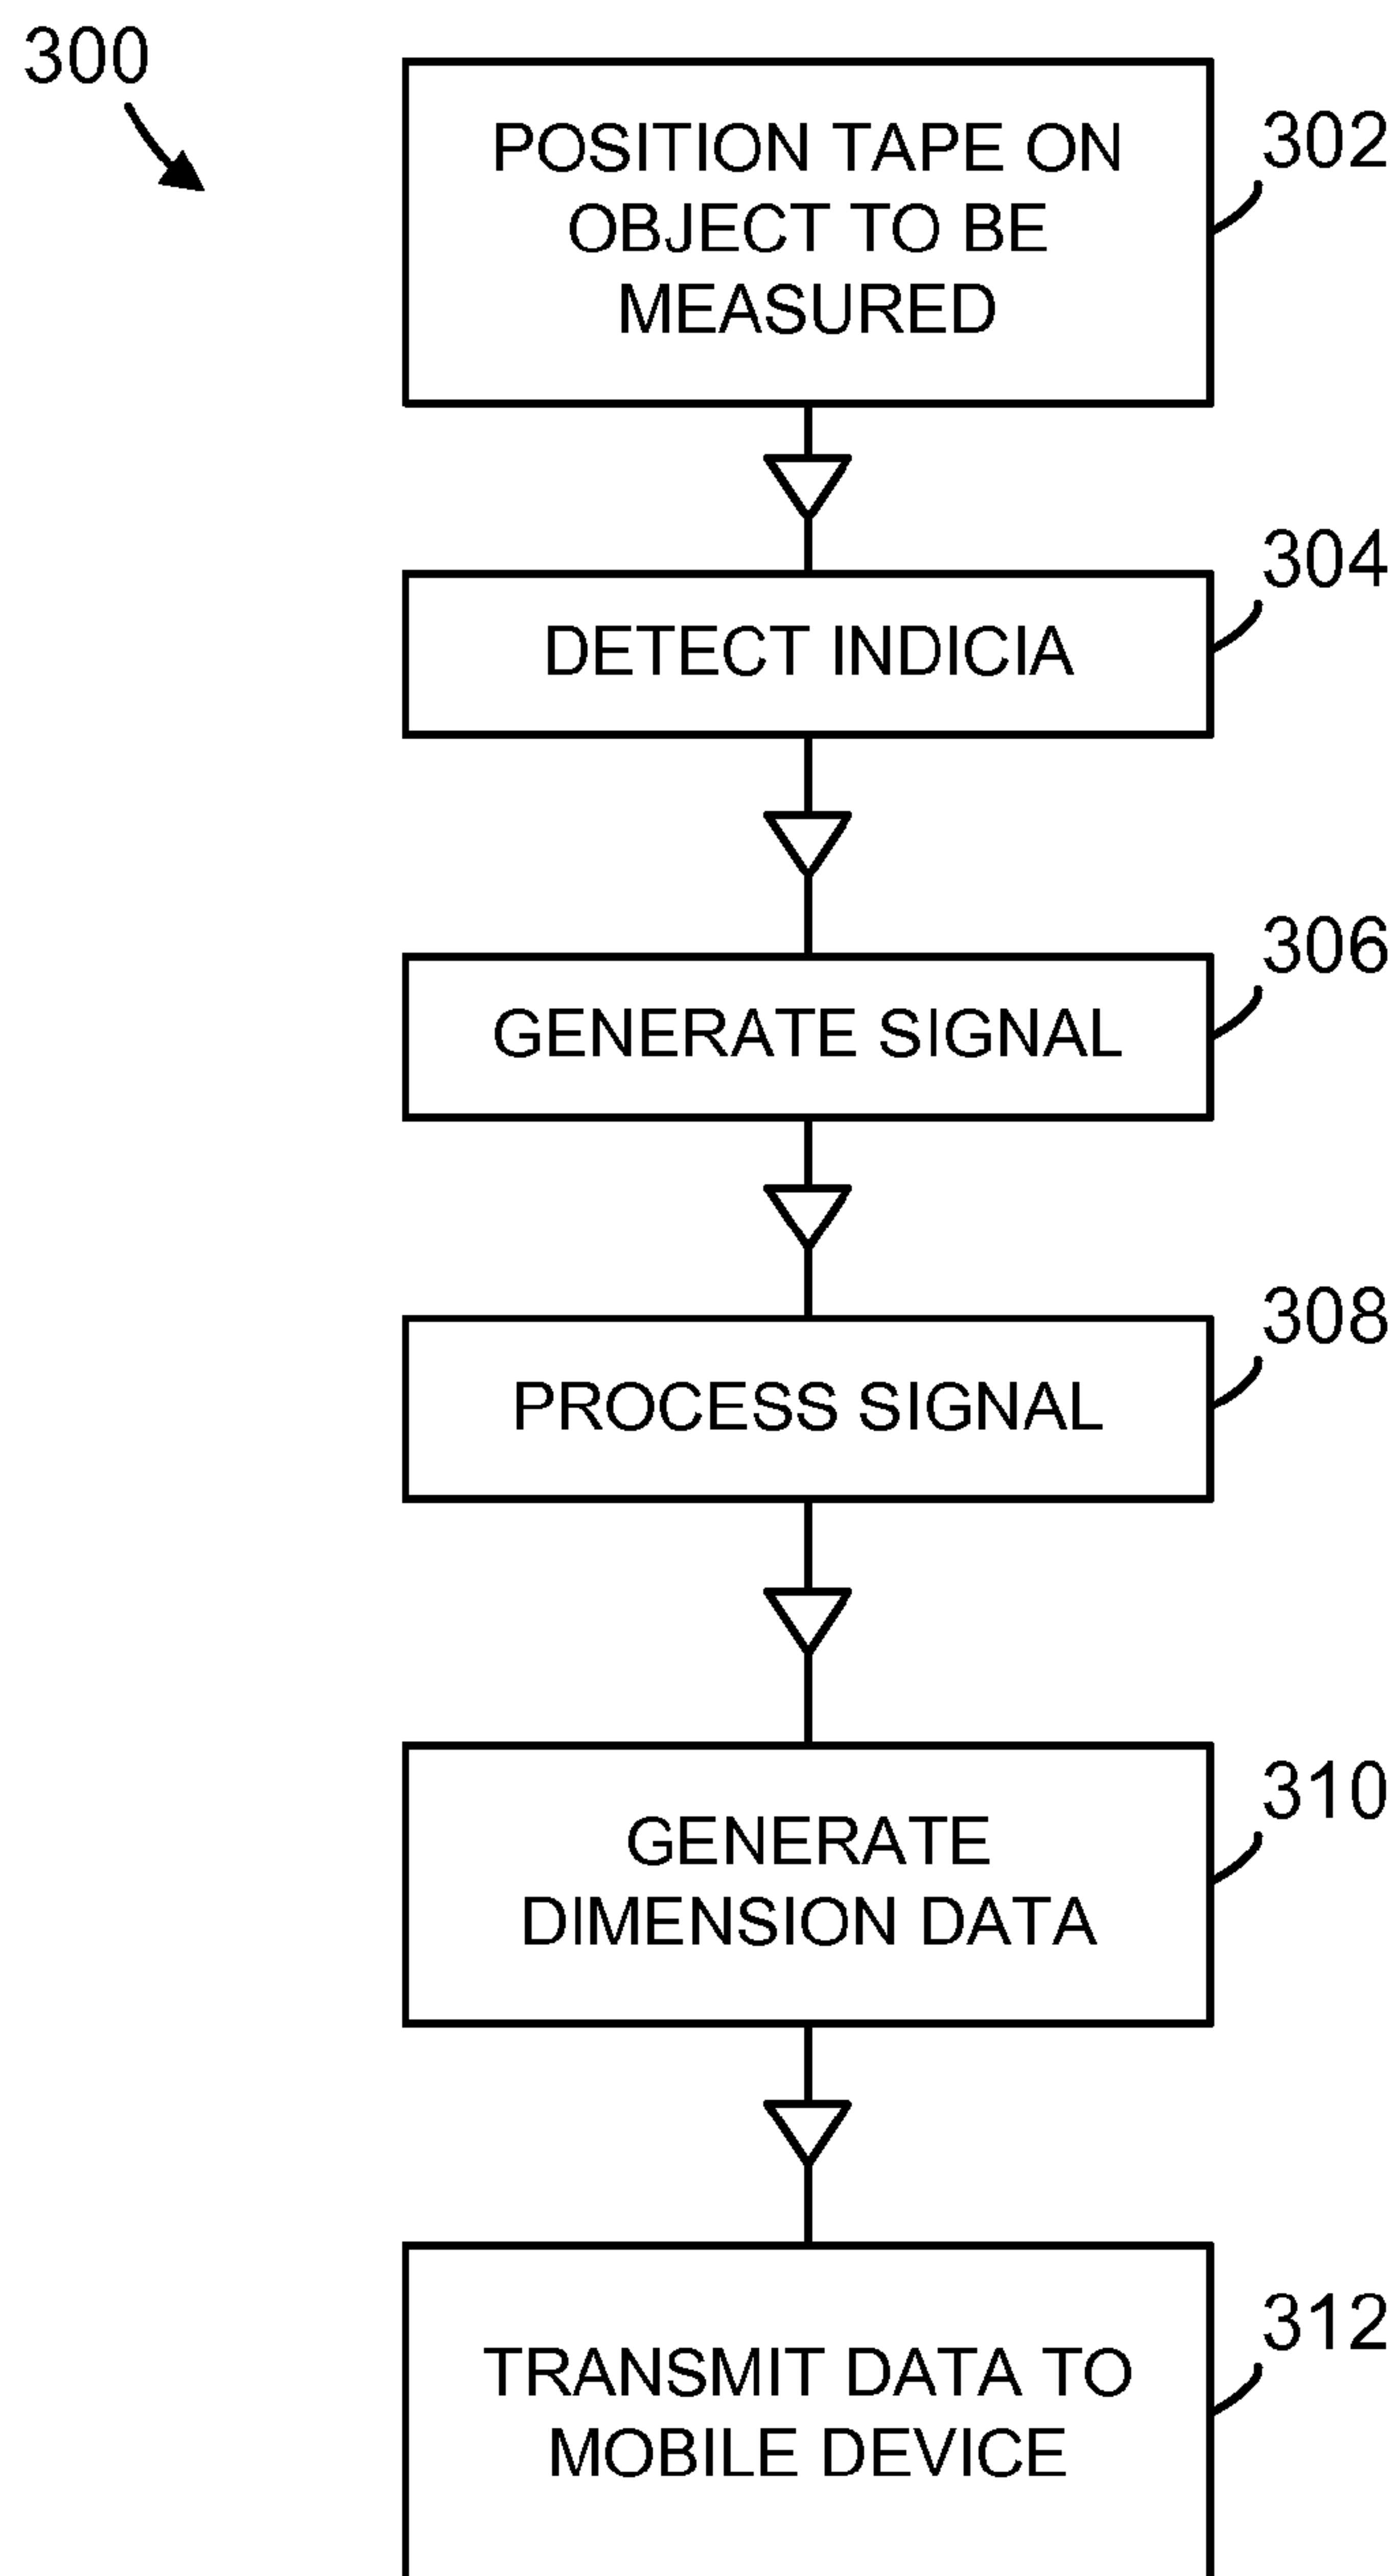 300
POSITION TAPE ON
OBJECT TO BE
MEASURED
302
DETECT INDICIA
304
GENERATE SIGNAL
306
PROCESS SIGNAL
308
GENERATE
DIMENSION DATA
310
TRANSMIT DATA TO
MOBILE DEVICE
312